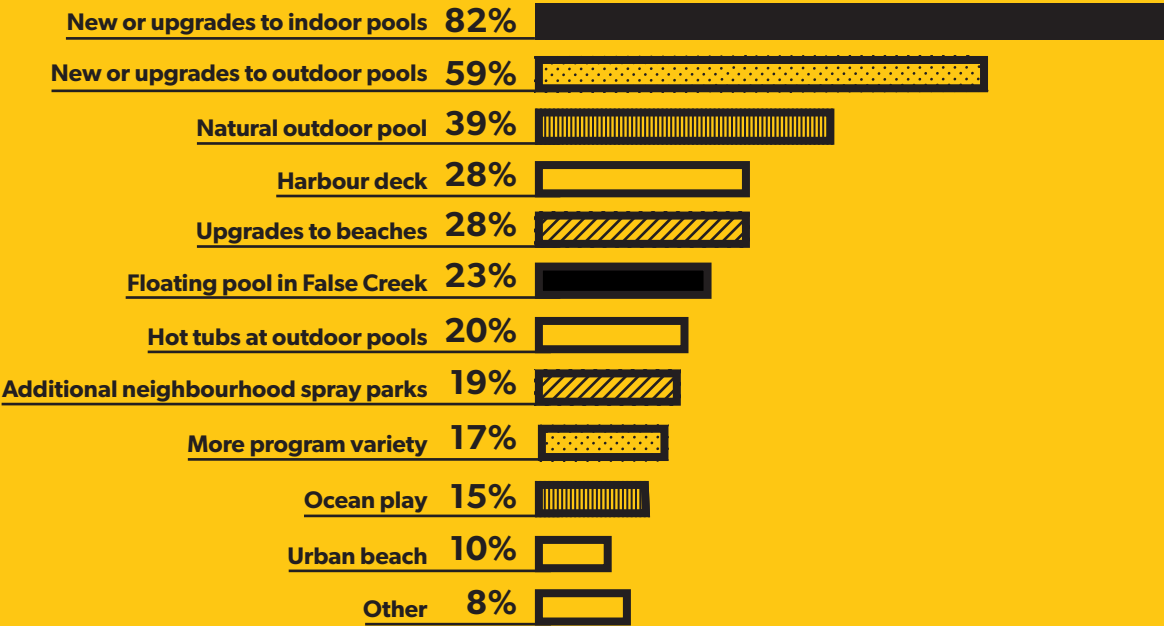 New or upgrades to indoor pools 82%
New or upgrades to outdoor pools 59%
Natural outdoor pool 39%
Harbour deck 28%
Upgrades to beaches 28%
Floating pool in False Creek 23%
Hot tubs at outdoor pools 20%
Additional neighbourhood spray parks 19%
More program variety 17%
Ocean play 15%
Urban beach 10%
Other 8%